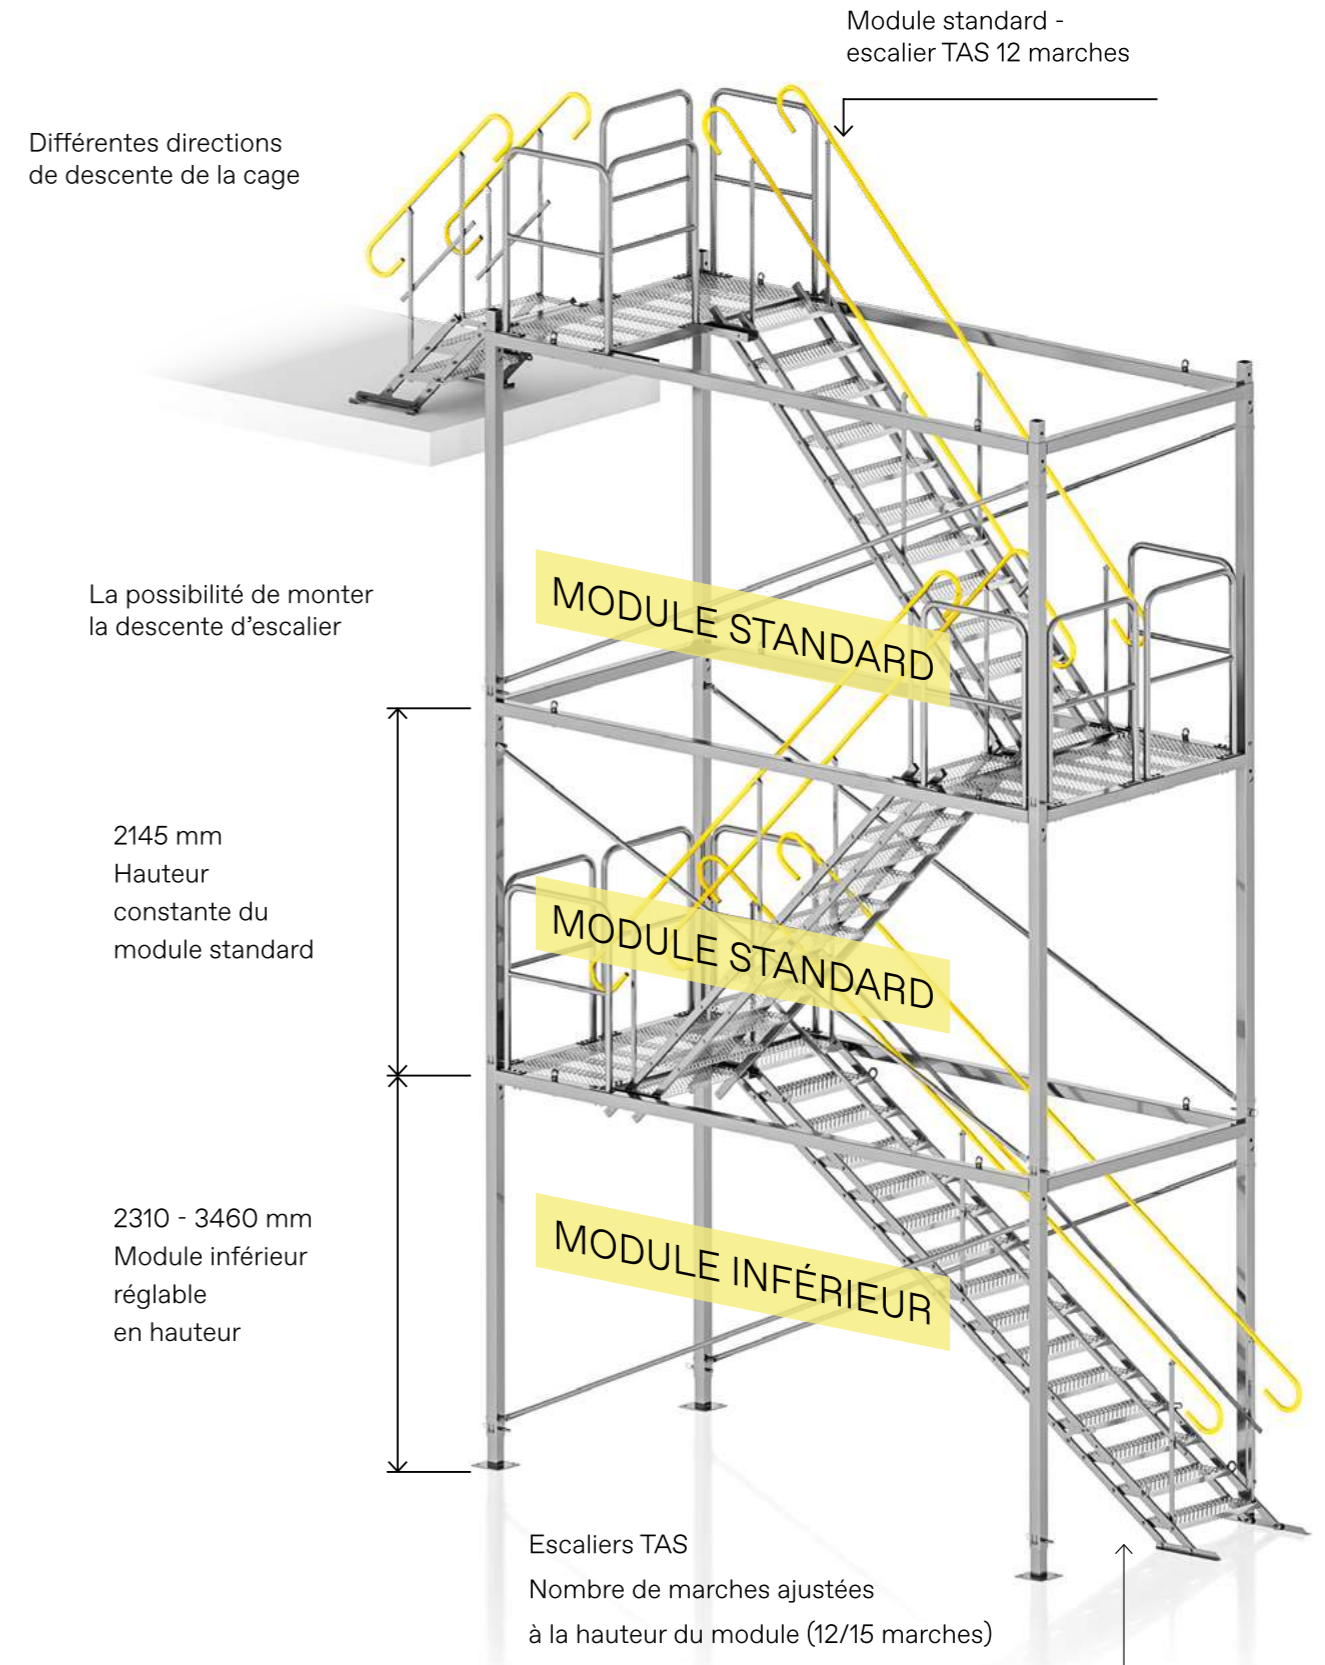 Module standard -
escalier TAS 12 marches
Différentes directions
de descente de la cage
La possibilité de monter
la descente d’escalier
MODULE STANDARD
2145 mm
Hauteur
constante du
module standard
MODULE STANDARD
2310 - 3460 mm
Module inférieur
réglable
en hauteur
MODULE INFÉRIEUR
Escaliers TAS
Nombre de marches ajustées
à la hauteur du module (12/15 marches)